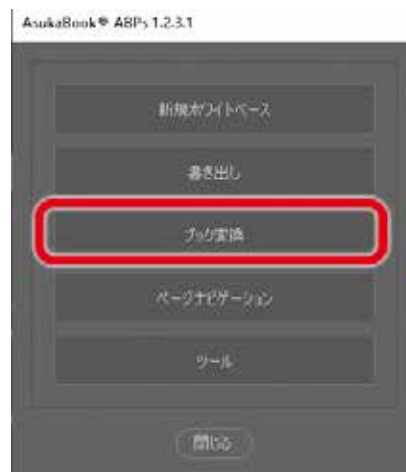 AsukaBook® ABPs 1.2.3.1
新規ホワイトベース
書き出し
ブック変換
ページナビゲーション
ツール
閉じる